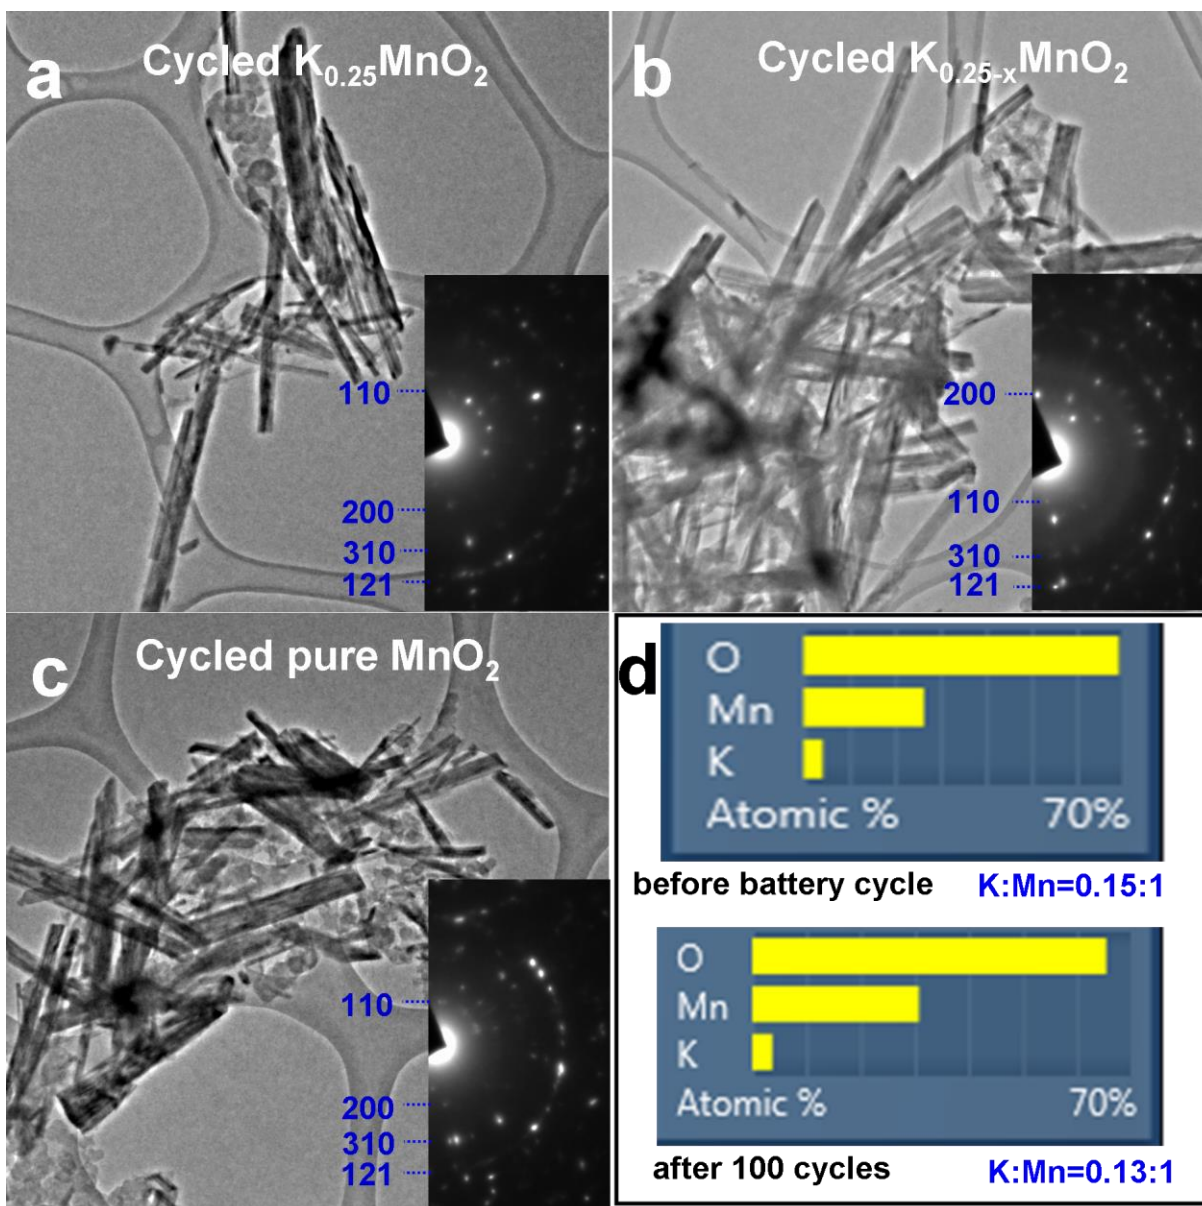 a
Cycled K0.25MnO2
110
200
310
121
b
Cycled K0.25-xMnO2
200
110
310
121
c
Cycled pure MnO2
110
200
310
121
d
O
Mn
K
Atomic % 70%
before battery cycle K:Mn=0.15:1
O
Mn
K
Atomic % 70%
after 100 cycles K:Mn=0.13:1